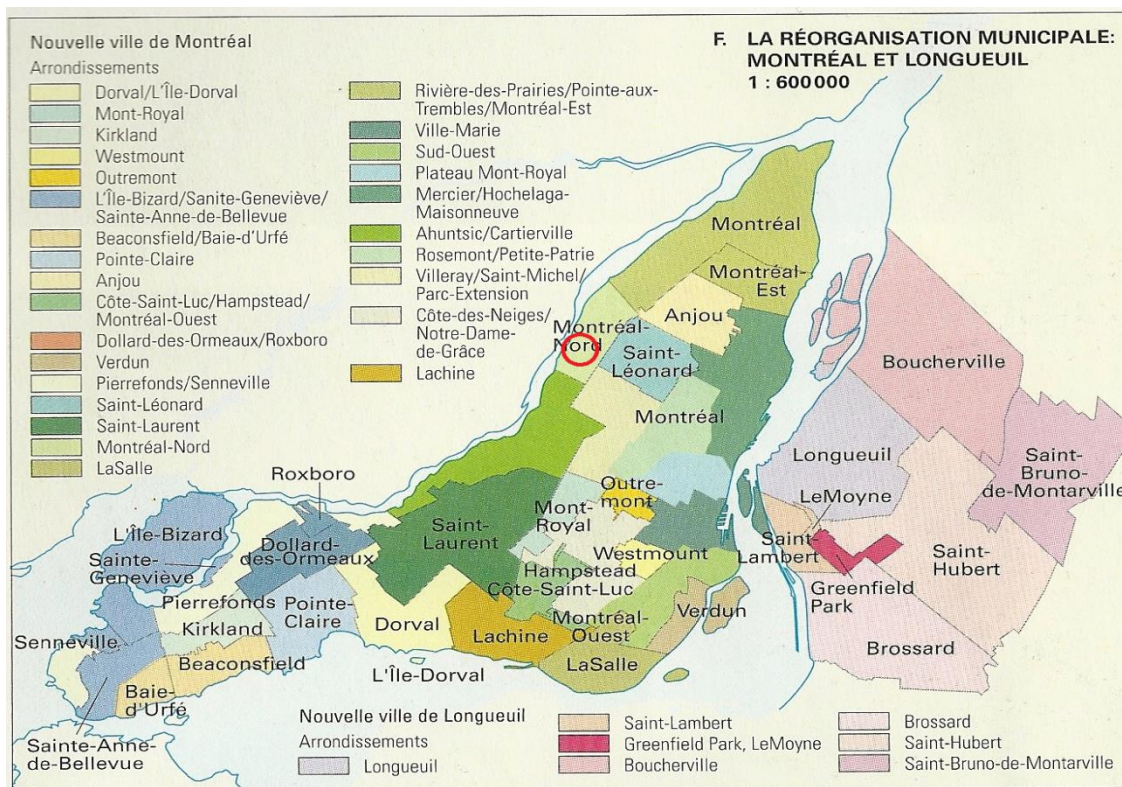 Nouvelle ville de Montréal
Arrondissements
Dorval/L'Île-Dorval
Mont-Royal
Kirkland
Westmount
Outremont
L'Île-Bizard/Sanite-Geneviève/
Sainte-Anne-de-Bellevue
Beaconsfield/Baie-d'Urfé
Pointe-Claire
Anjou
Côte-Saint-Luc/Hampstead/
Montréal-Ouest
Dollard-des-Ormeaux/Roxboro
Verdun
Pierrefonds/Senneville
Saint-Léonard
Saint-Laurent
Montréal-Nord
LaSalle
Rivière-des-Prairies/Pointe-aux-
Trembles/Montréal-Est
Ville-Marie
Sud-Ouest
Plateau Mont-Royal
Mercier/Hochelaga-
Maisonneuve
Ahuntsic/Cartierville
Rosemont/Petite-Patrie
Villeray/Saint-Michel/
Parc-Extension
Côte-des-Neiges/
Notre-Dame-
de-Grâce
Lachine
F. LA RÉORGANISATION MUNICIPALE:
MONTRÉAL ET LONGUEUIL
1 : 600 000
Montréal
Montréal-
Est
Anjou
Montréal-
Nord
Saint-
Léonard
Montréal
Boucherville
Longueuil
LeMoyne
Saint-
Bruno-
de-Montarville
Roxboro
L'Île-Bizard
Sainte-
Geneviève
Dollard-
des-Ormeaux
Saint-
Laurent
Mont-
Royal
Outre-
mont
Westmount
Hampstead
Côte-Saint-Luc
Saint-
Lambert
Greenfield
Park
Saint-
Hubert
Pierrefonds
Kirkland
Pointe-
Claire
Senneville
Beaconsfield
Dorval
Lachine
Montréal-
Ouest
Verdun
LaSalle
Brossard
Baie-
d'Urfé
L'Île-Dorval
Sainte-Anne-
de-Bellevue
Nouvelle ville de Longueuil
Arrondissements
Longueuil
Saint-Lambert
Greenfield Park, LeMoyne
Boucherville
Brossard
Saint-Hubert
Saint-Bruno-de-Montarville